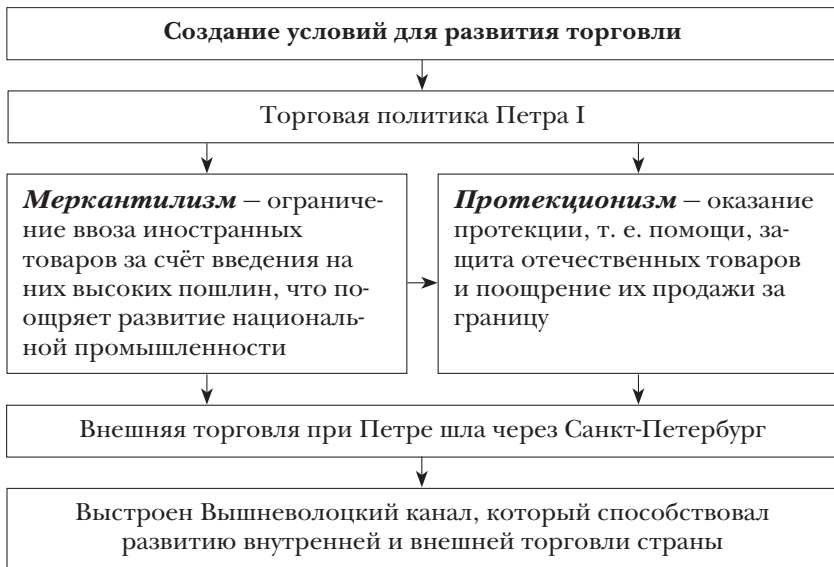 Создание условий для развития торговли
Торговая политика Петра I
Меркантилизм — ограниче-
ние ввоза иностранных
товаров за счёт введения на
них высоких пошлин, что по-
ощряет развитие националь-
ной промышленности
Протекционизм — оказание
протекции, т. е. помощи, за-
щита отечественных товаров
и поощрение их продажи за
границу
Внешняя торговля при Петре шла через Санкт-Петербург
Выстроен Вышневолоцкий канал, который способствовал
развитию внутренней и внешней торговли страны